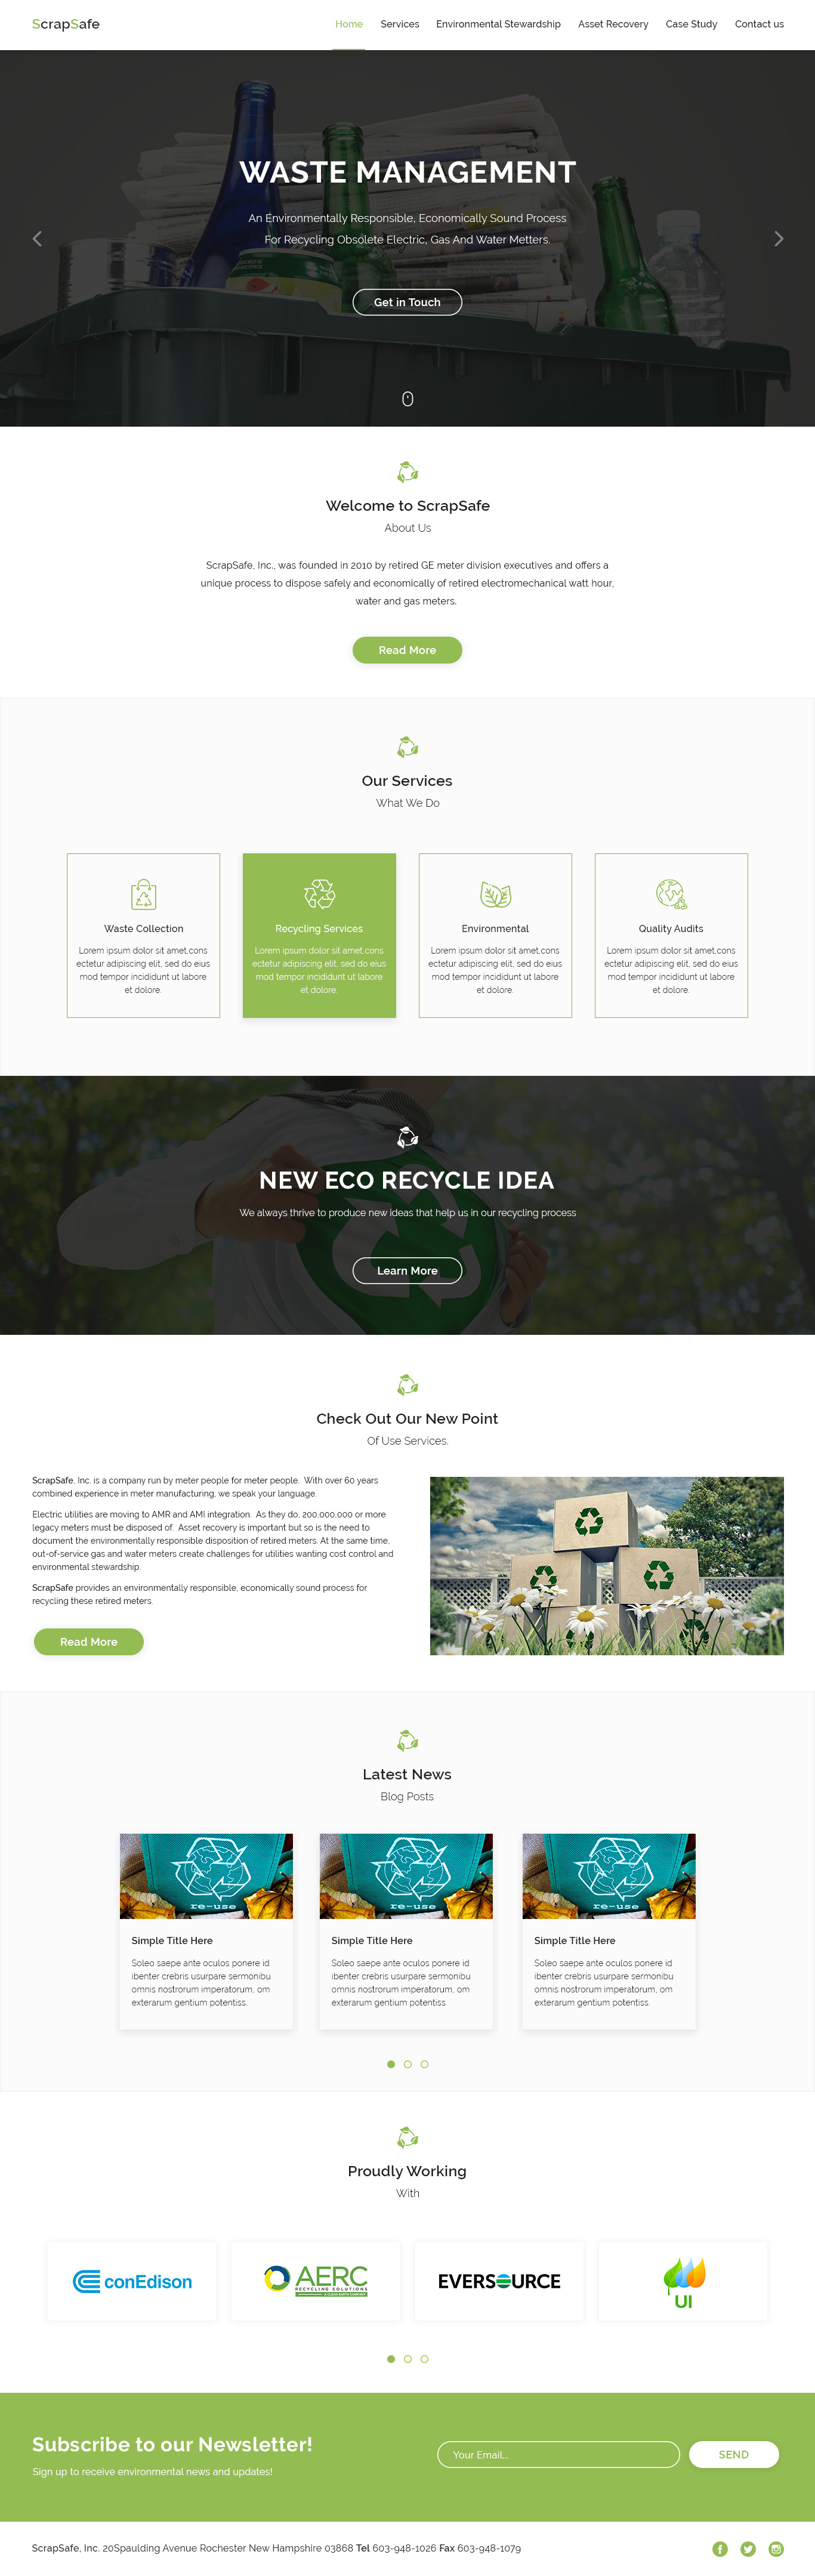 ScrapSafe
Home Services Environmental Stewardship Asset Recovery Case Study Contact us
WASTE MANAGEMENT
An Environmentally Responsible, Economically Sound Process
For Recycling Obsolete Electric, Gas And Water Metters.
Get in Touch
Welcome to ScrapSafe
About Us
ScrapSafe, Inc., was founded in 2010 by retired GE meter division executives and offers a
unique process to dispose safely and economically of retired electromechanical watt hour,
water and gas meters.
Read More
Our Services
What We Do
Waste Collection
Lorem ipsum dolor sit amet,cons
ectetur adipiscing elit, sed do eius
mod tempor incididunt ut labore
et dolore.
Recycling Services
Lorem ipsum dolor sit amet,cons
ectetur adipiscing elit, sed do eius
mod tempor incididunt ut labore
et dolore.
Environmental
Lorem ipsum dolor sit amet,cons
ectetur adipiscing elit, sed do eius
mod tempor incididunt ut labore
et dolore.
Quality Audits
Lorem ipsum dolor sit amet,cons
ectetur adipiscing elit, sed do eius
mod tempor incididunt ut labore
et dolore.
NEW ECO RECYCLE IDEA
We always thrive to produce new ideas that help us in our recycling process
Learn More
Check Out Our New Point
Of Use Services.
ScrapSafe, Inc. is a company run by meter people for meter people. With over 60 years
combined experience in meter manufacturing, we speak your language.
Electric utilities are moving to AMR and AMI integration. As they do, 200,000,000 or more
legacy meters must be disposed of. Asset recovery is important but so is the need to
document the environmentally responsible disposition of retired meters. At the same time,
out-of-service gas and water meters create challenges for utilities wanting cost control and
environmental stewardship.
ScrapSafe provides an environmentally responsible, economically sound process for
recycling these retired meters.
Read More
Latest News
Blog Posts
re-use
Simple Title Here
Soleo saepe ante oculos ponere id
ibenter crebris usurpare sermonibu
omnis nostrorum imperatorum, om
exterarum gentium potentiss.
re-use
Simple Title Here
Soleo saepe ante oculos ponere id
ibenter crebris usurpare sermonibu
omnis nostrorum imperatorum, om
exterarum gentium potentiss.
re-use
Simple Title Here
Soleo saepe ante oculos ponere id
ibenter crebris usurpare sermonibu
omnis nostrorum imperatorum, om
exterarum gentium potentiss.
Proudly Working
With
conEdison
AERC
RECYCLING SOLUTIONS
EVERSOURCE
UI
Subscribe to our Newsletter!
Sign up to receive environmental news and updates!
Your Email...
SEND
ScrapSafe, Inc. 20Spaulding Avenue Rochester New Hampshire 03868 Tel 603-948-1026 Fax 603-948-1079